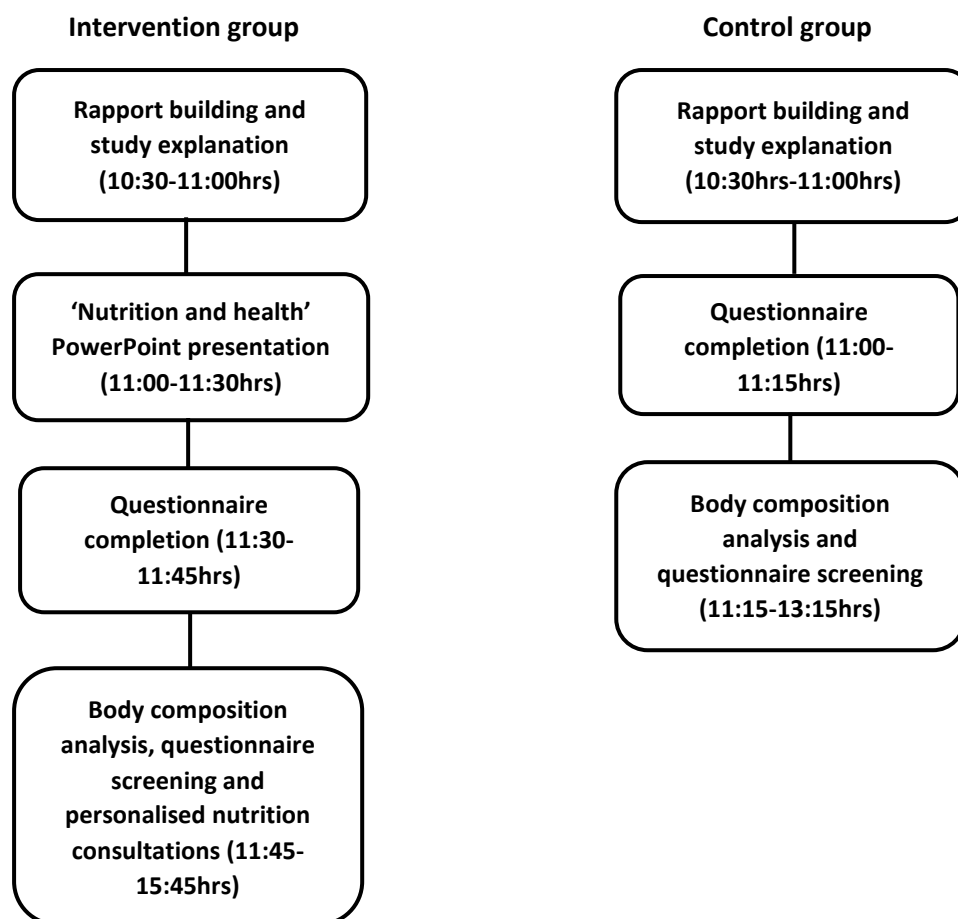 Intervention group
Rapport building and
study explanation
(10:30-11:00hrs)
‘Nutrition and health’
PowerPoint presentation
(11:00-11:30hrs)
Questionnaire
completion (11:30-
11:45hrs)
Body composition
analysis, questionnaire
screening and
personalised nutrition
consultations (11:45-
15:45hrs)
Control group
Rapport building and
study explanation
(10:30hrs-11:00hrs)
Questionnaire
completion (11:00-
11:15hrs)
Body composition
analysis and
questionnaire screening
(11:15-13:15hrs)